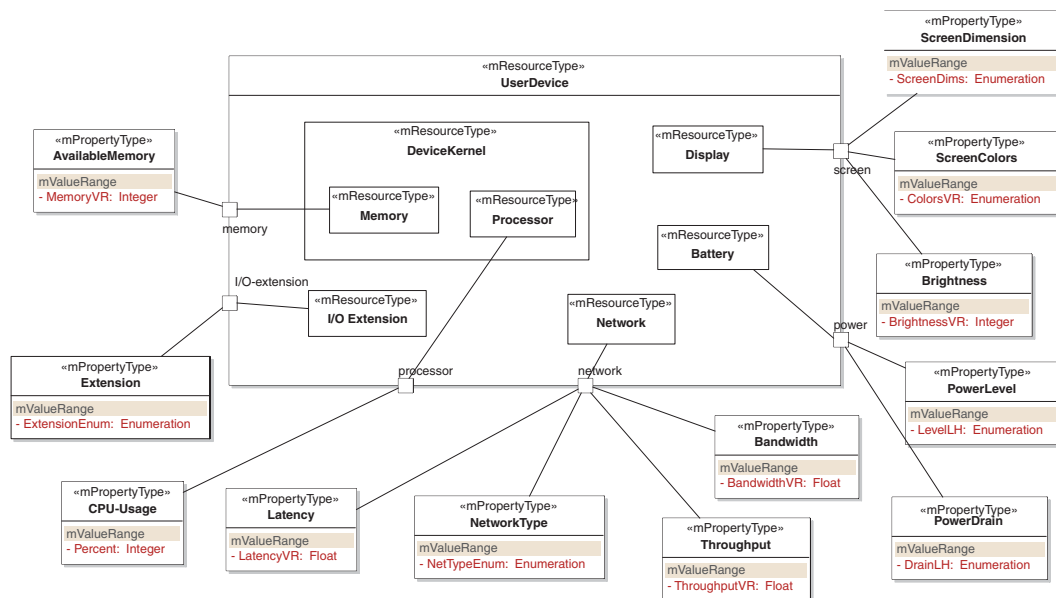 «mPropertyType»
ScreenDimension
mValueRange
- ScreenDims: Enumeration
«mResourceType»
UserDevice
«mResourceType»
DeviceKernel
«mResourceType»
Memory
«mResourceType»
Processor
«mResourceType»
Display
screen
«mPropertyType»
AvailableMemory
mValueRange
- MemoryVR: Integer
memory
«mPropertyType»
ScreenColors
mValueRange
- ColorsVR: Enumeration
«mResourceType»
Battery
power
«mPropertyType»
Brightness
mValueRange
- BrightnessVR: Integer
I/O-extension
«mResourceType»
I/O Extension
«mResourceType»
Network
processor
network
«mPropertyType»
Extension
mValueRange
- ExtensionEnum: Enumeration
«mPropertyType»
PowerLevel
mValueRange
- LevelLH: Enumeration
«mPropertyType»
Bandwidth
mValueRange
- BandwidthVR: Float
«mPropertyType»
CPU-Usage
mValueRange
- Percent: Integer
«mPropertyType»
Latency
mValueRange
- LatencyVR: Float
«mPropertyType»
NetworkType
mValueRange
- NetTypeEnum: Enumeration
«mPropertyType»
Throughput
mValueRange
- ThroughputVR: Float
«mPropertyType»
PowerDrain
mValueRange
- DrainLH: Enumeration